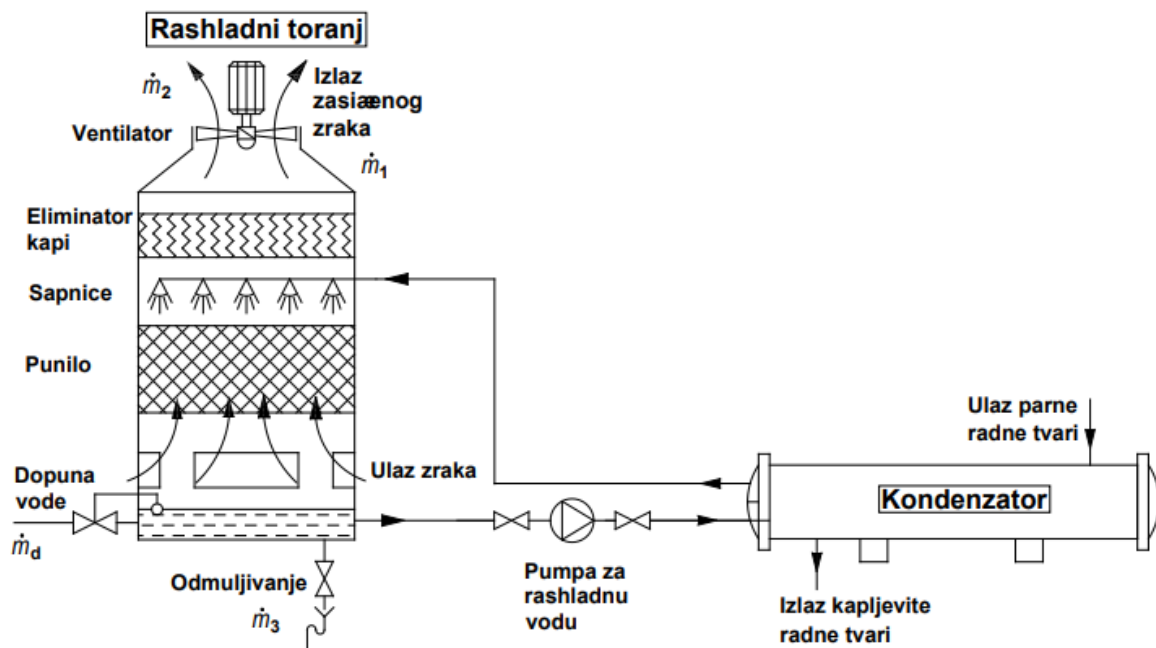 Rashladni toranj
ṁ2
Izlaz
zasiæenog
zraka
Ventilator
ṁ1
Eliminator
kapi
Sapnice
Punilo
Ulaz parne
radne tvari
Dopuna
vode
Ulaz zraka
Kondenzator
ṁd
Odmuljivanje
Pumpa za
rashladnu
vodu
ṁ3
Izlaz kapljevite
radne tvari